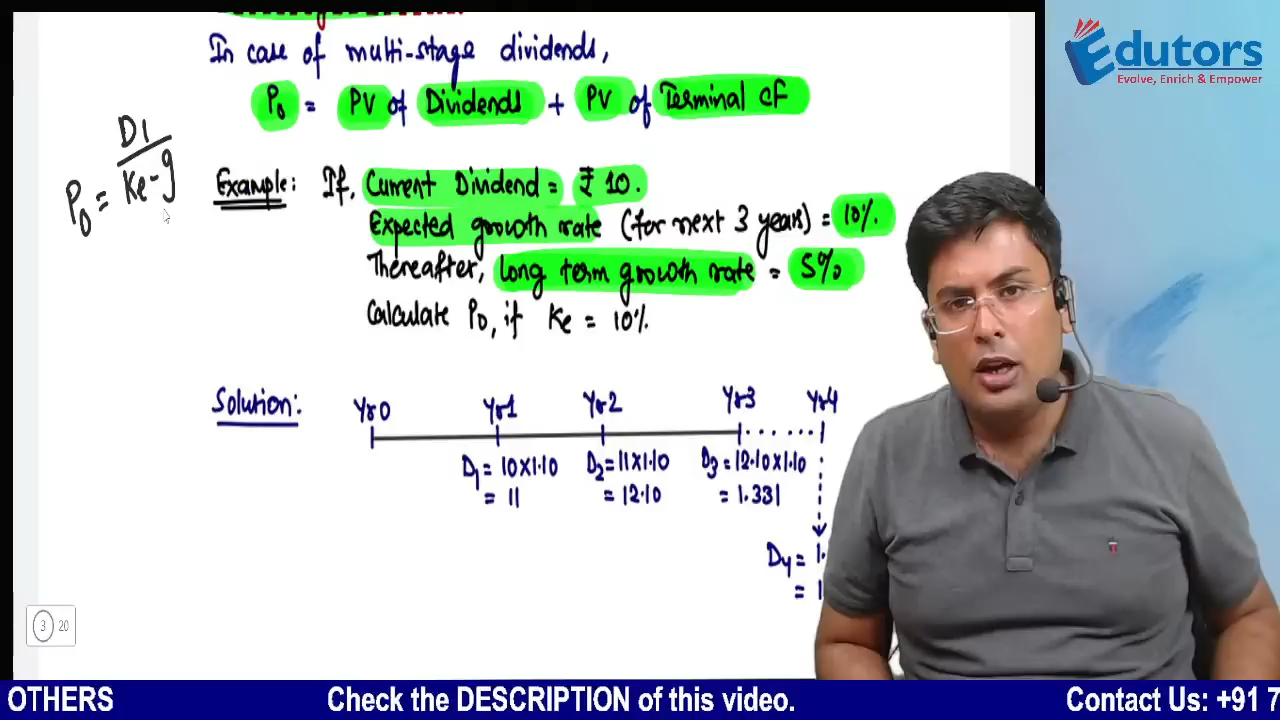 In case of multi-stage dividends,
P0 = PV of Dividends + PV of Terminal CF
P0 = D1 / Ke - g
Example: If, Current Dividend = ₹ 10.
Expected growth rate (for next 3 years) = 10%.
Thereafter, long term growth rate = 5%
Calculate P0, if Ke = 10%.
Solution:
Yr0 Yr1 Yr2 Yr3 Yr4
D1 = 10x1.10 D2 = 11x1.10 D3 = 12.10x1.10
= 11 = 12.10 = 1.331
D4 = 1.
= 1
3 20
Edutors
Evolve, Enrich & Empower
OTHERS Check the DESCRIPTION of this video. Contact Us: +91 7